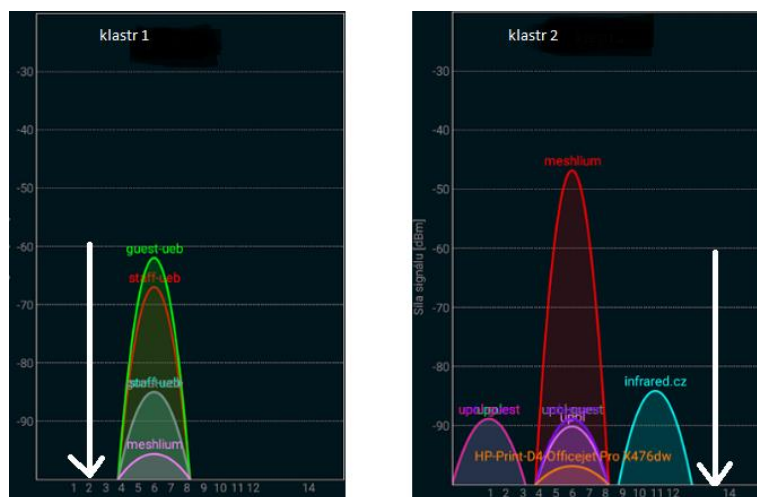 klastr 1
-30
-40
-50
-60
-70
-80
-90
guest-ueb
staff-ueb
staff-ueb
meshlium
1 2 3 4 5 6 7 8 9 10 11 12 14
klastr 2
-30
-40
-50
-60
-70
-80
-90
Síla signálu [dBm]
meshlium
infrared.cz
upol
HP-Print-D4-Officejet Pro X476dw
1 2 3 4 5 6 7 8 9 10 11 12 14